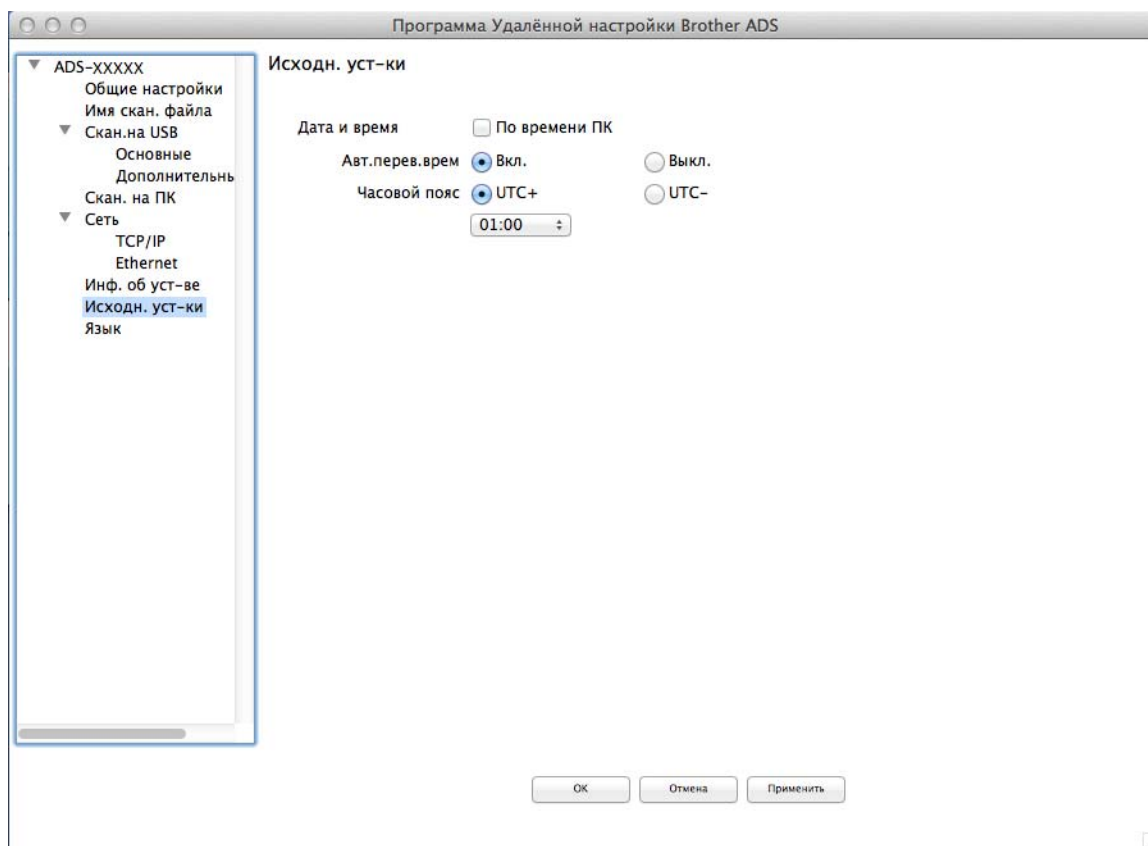 Программа Удалённой настройки Brother ADS
ADS-XXXXX
Общие настройки
Имя скан. файла
Скан.на USB
Основные
Дополнительнь
Скан. на ПК
Сеть
TCP/IP
Ethernet
Инф. об уст-ве
Исходн. уст-ки
Язык
Исходн. уст-ки
Дата и время По времени ПК
Авт.перев.врем Вкл. Выкл.
Часовой пояс UTC+ UTC-
01:00
ОК Отмена Применить